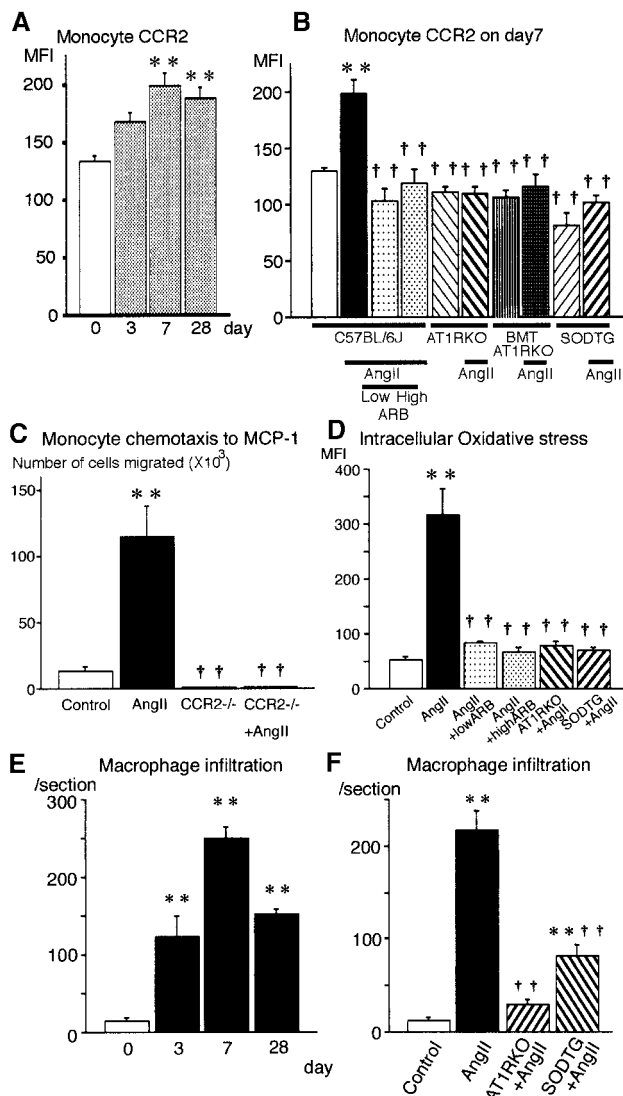 A
Monocyte CCR2
MFI
200
150
100
50
0
** **
0 3 7 28 day
B
Monocyte CCR2 on day7
MFI
200
150
100
50
0
**
†† †† †† †† †† †† †† ††
C57BL/6J AT1RKO BMT AT1RKO SODTG
AngII AngII AngII AngII
Low High
ARB
C
Monocyte chemotaxis to MCP-1
Number of cells migrated (X10³)
150
100
50
0
**
†† ††
Control AngII CCR2-/- CCR2-/- +AngII
D
Intracellular Oxidative stress
MFI
400
300
200
100
50
0
**
†† †† †† ††
Control AngII AngII +lowARB AngII +highARB AT1RKO +AngII SODTG +AngII
E
Macrophage infiltration
/section
300
200
100
0
** ** **
0 3 7 28 day
F
Macrophage infiltration
/section
200
100
0
** †† ** ††
Control AngII AT1RKO +AngII SODTG +AngII